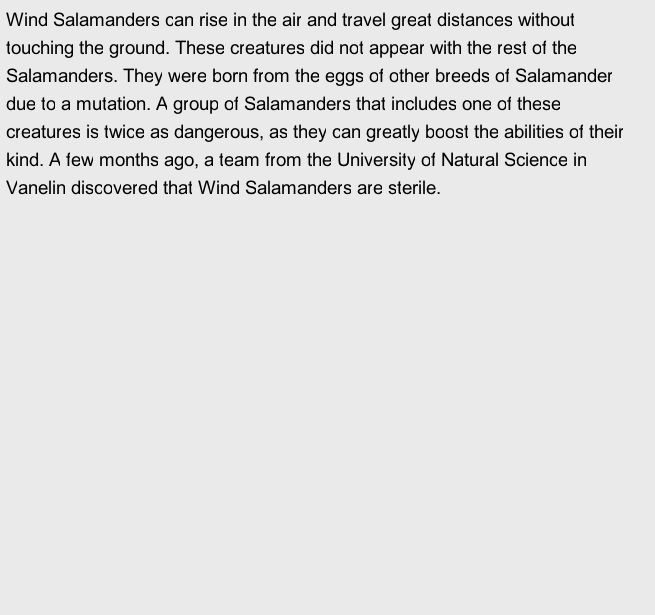 Wind Salamanders can rise in the air and travel great distances without
touching the ground. These creatures did not appear with the rest of the
Salamanders. They were born from the eggs of other breeds of Salamander
due to a mutation. A group of Salamanders that includes one of these
creatures is twice as dangerous, as they can greatly boost the abilities of their
kind. A few months ago, a team from the University of Natural Science in
Vanelin discovered that Wind Salamanders are sterile.